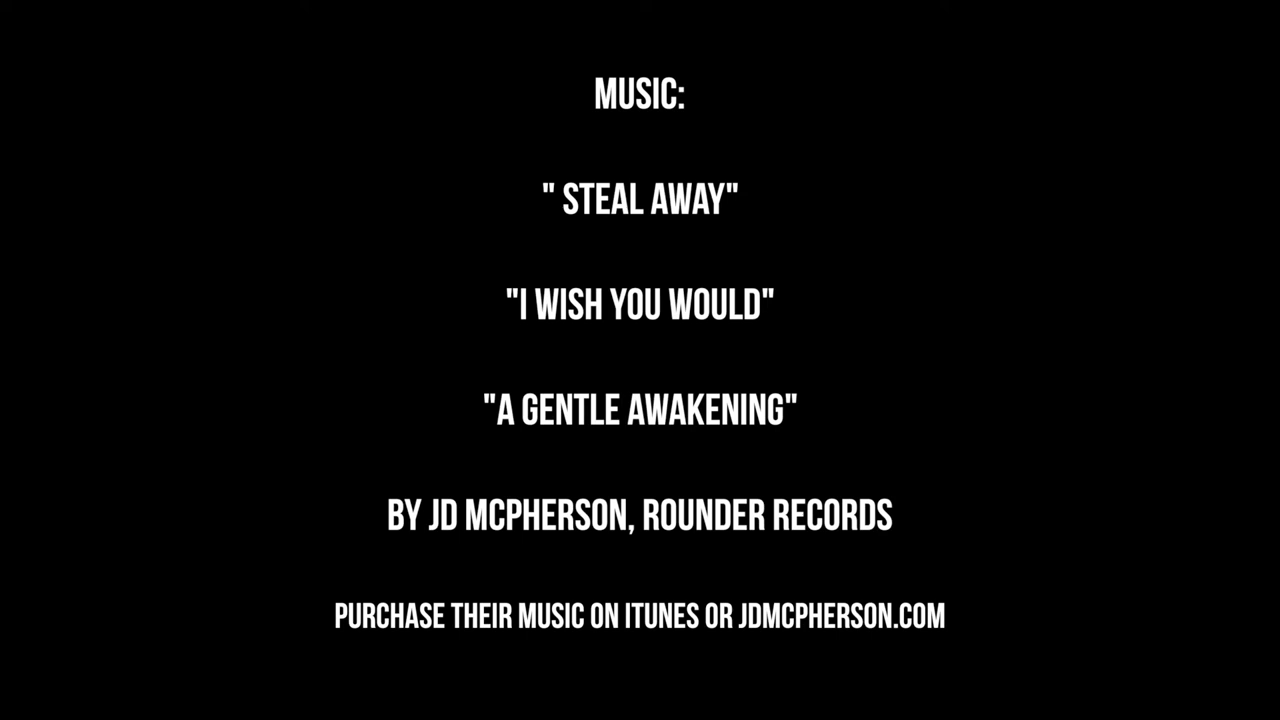 MUSIC:
" STEAL AWAY"
"I WISH YOU WOULD"
"A GENTLE AWAKENING"
BY JD MCPHERSON, ROUNDER RECORDS
PURCHASE THEIR MUSIC ON ITUNES OR JDMCPHERSON.COM